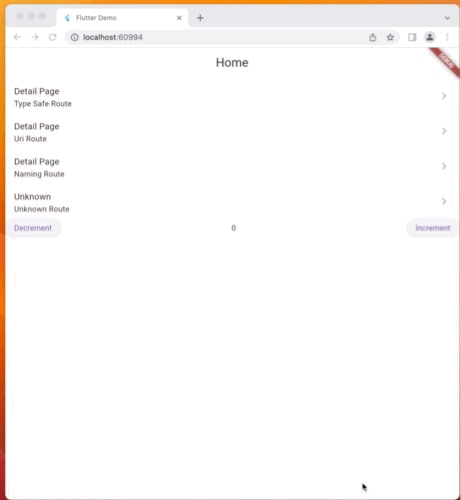 Flutter Demo
localhost:60994
Home
DEBUG
Detail Page
Type Safe Route
Detail Page
Uri Route
Detail Page
Naming Route
Unknown
Unknown Route
Decrement 0 Increment